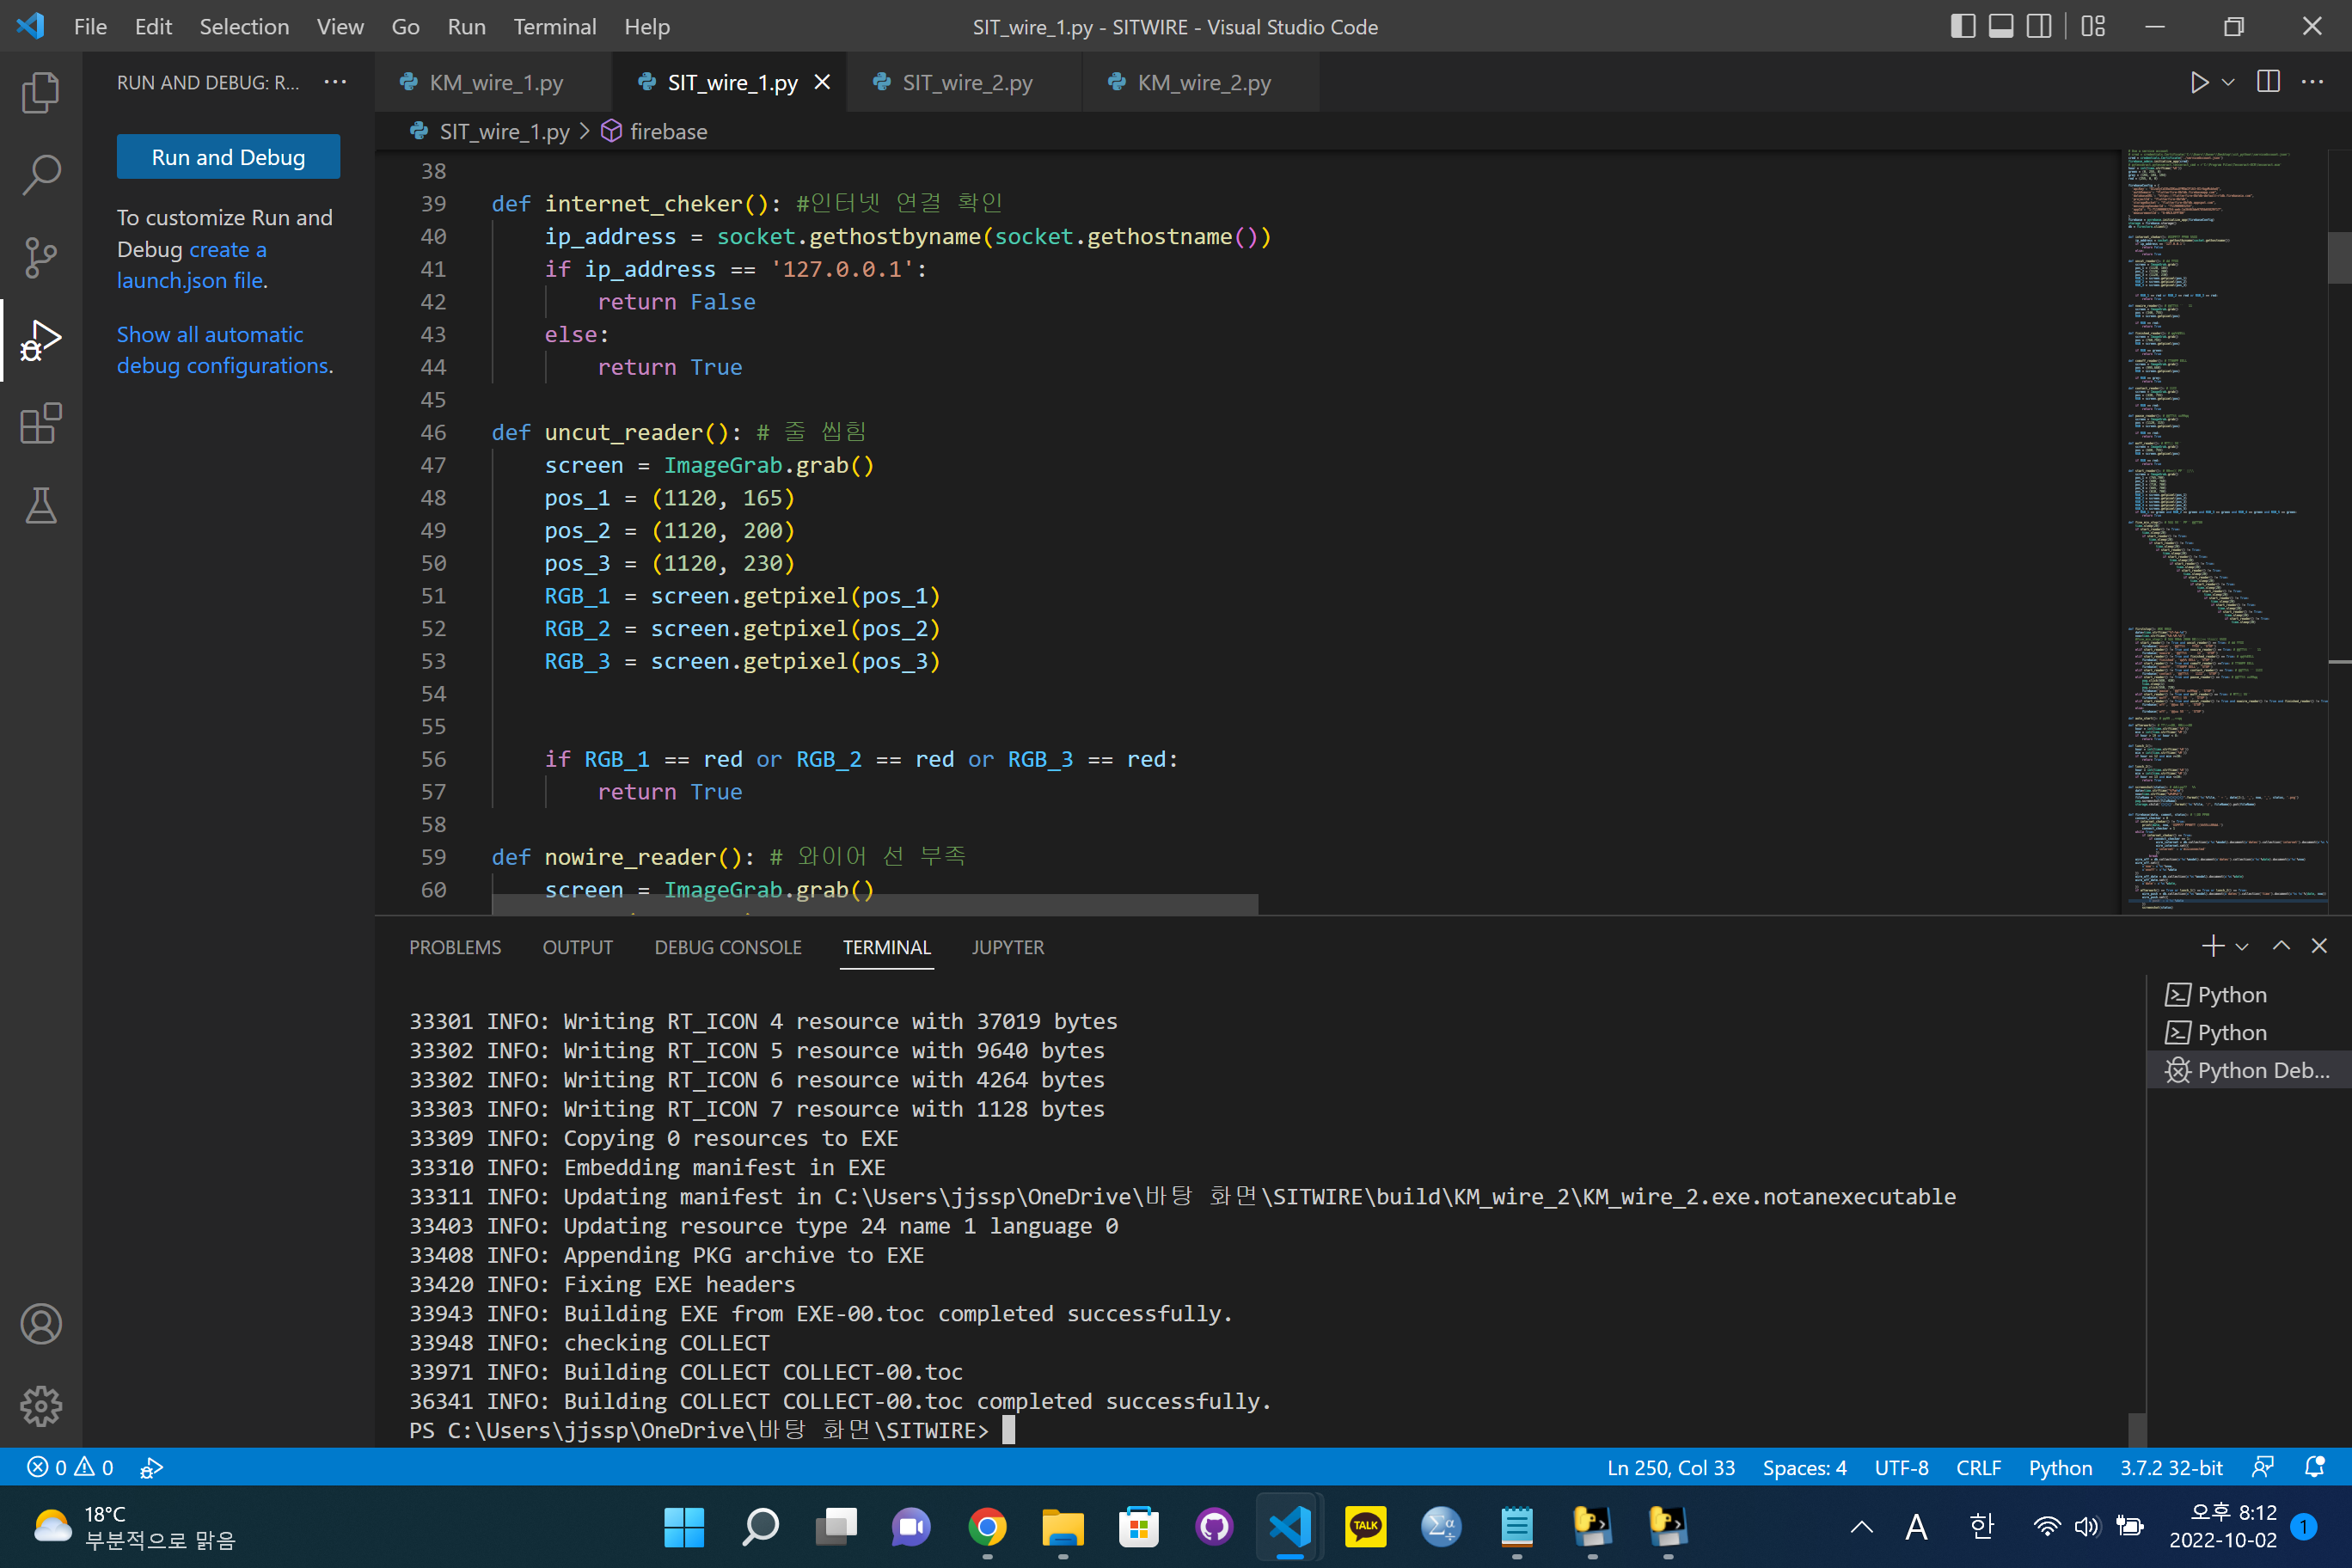 File Edit Selection View Go Run Terminal Help
SIT_wire_1.py - SITWIRE - Visual Studio Code
RUN AND DEBUG: R...
Run and Debug
To customize Run and
Debug create a
launch.json file.
Show all automatic
debug configurations.
KM_wire_1.py SIT_wire_1.py SIT_wire_2.py KM_wire_2.py
SIT_wire_1.py > firebase
38
39 def internet_cheker(): #인터넷 연결 확인
40 ip_address = socket.gethostbyname(socket.gethostname())
41 if ip_address == '127.0.0.1':
42 return False
43 else:
44 return True
45
46 def uncut_reader(): # 줄 씹힘
47 screen = ImageGrab.grab()
48 pos_1 = (1120, 165)
49 pos_2 = (1120, 200)
50 pos_3 = (1120, 230)
51 RGB_1 = screen.getpixel(pos_1)
52 RGB_2 = screen.getpixel(pos_2)
53 RGB_3 = screen.getpixel(pos_3)
54
55
56 if RGB_1 == red or RGB_2 == red or RGB_3 == red:
57 return True
58
59 def nowire_reader(): # 와이어 선 부족
60 screen = ImageGrab.grab()
PROBLEMS OUTPUT DEBUG CONSOLE TERMINAL JUPYTER
33301 INFO: Writing RT_ICON 4 resource with 37019 bytes
33302 INFO: Writing RT_ICON 5 resource with 9640 bytes
33302 INFO: Writing RT_ICON 6 resource with 4264 bytes
33303 INFO: Writing RT_ICON 7 resource with 1128 bytes
33309 INFO: Copying 0 resources to EXE
33310 INFO: Embedding manifest in EXE
33311 INFO: Updating manifest in C:\Users\jjssp\OneDrive\바탕 화면\SITWIRE\build\KM_wire_2\KM_wire_2.exe.notanexecutable
33403 INFO: Updating resource type 24 name 1 language 0
33408 INFO: Appending PKG archive to EXE
33420 INFO: Fixing EXE headers
33943 INFO: Building EXE from EXE-00.toc completed successfully.
33948 INFO: checking COLLECT
33971 INFO: Building COLLECT COLLECT-00.toc
36341 INFO: Building COLLECT COLLECT-00.toc completed successfully.
PS C:\Users\jjssp\OneDrive\바탕 화면\SITWIRE>
Python
Python
Python Deb...
0 0
Ln 250, Col 33 Spaces: 4 UTF-8 CRLF Python 3.7.2 32-bit
18°C
부분적으로 맑음
TALK
A 한
오후 8:12
2022-10-02
1